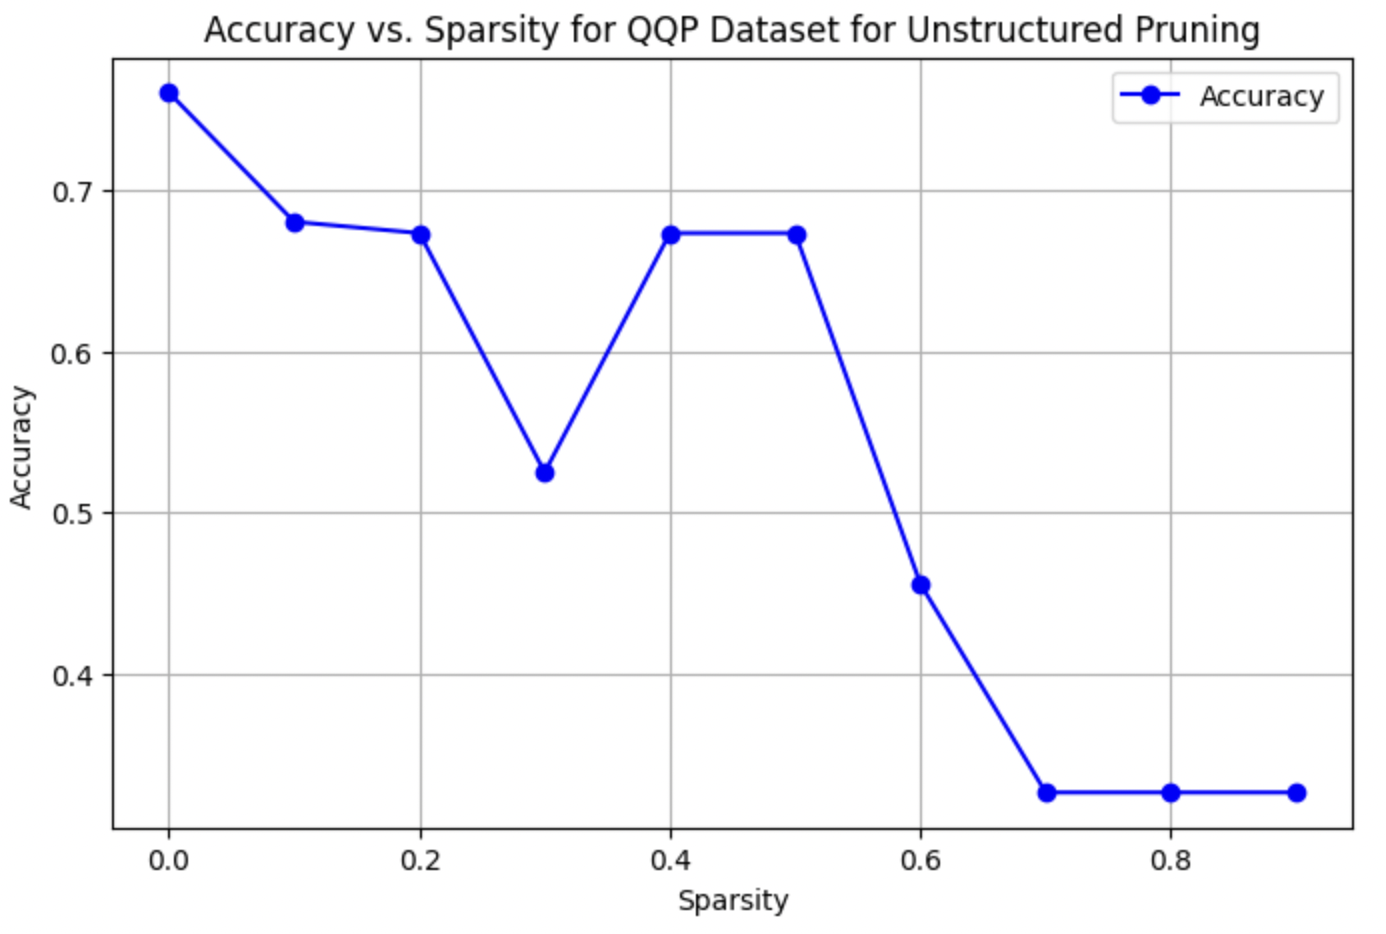 Accuracy vs. Sparsity for QQP Dataset for Unstructured Pruning
Accuracy
0.7
0.6
0.5
0.4
Accuracy
0.0 0.2 0.4 0.6 0.8
Sparsity